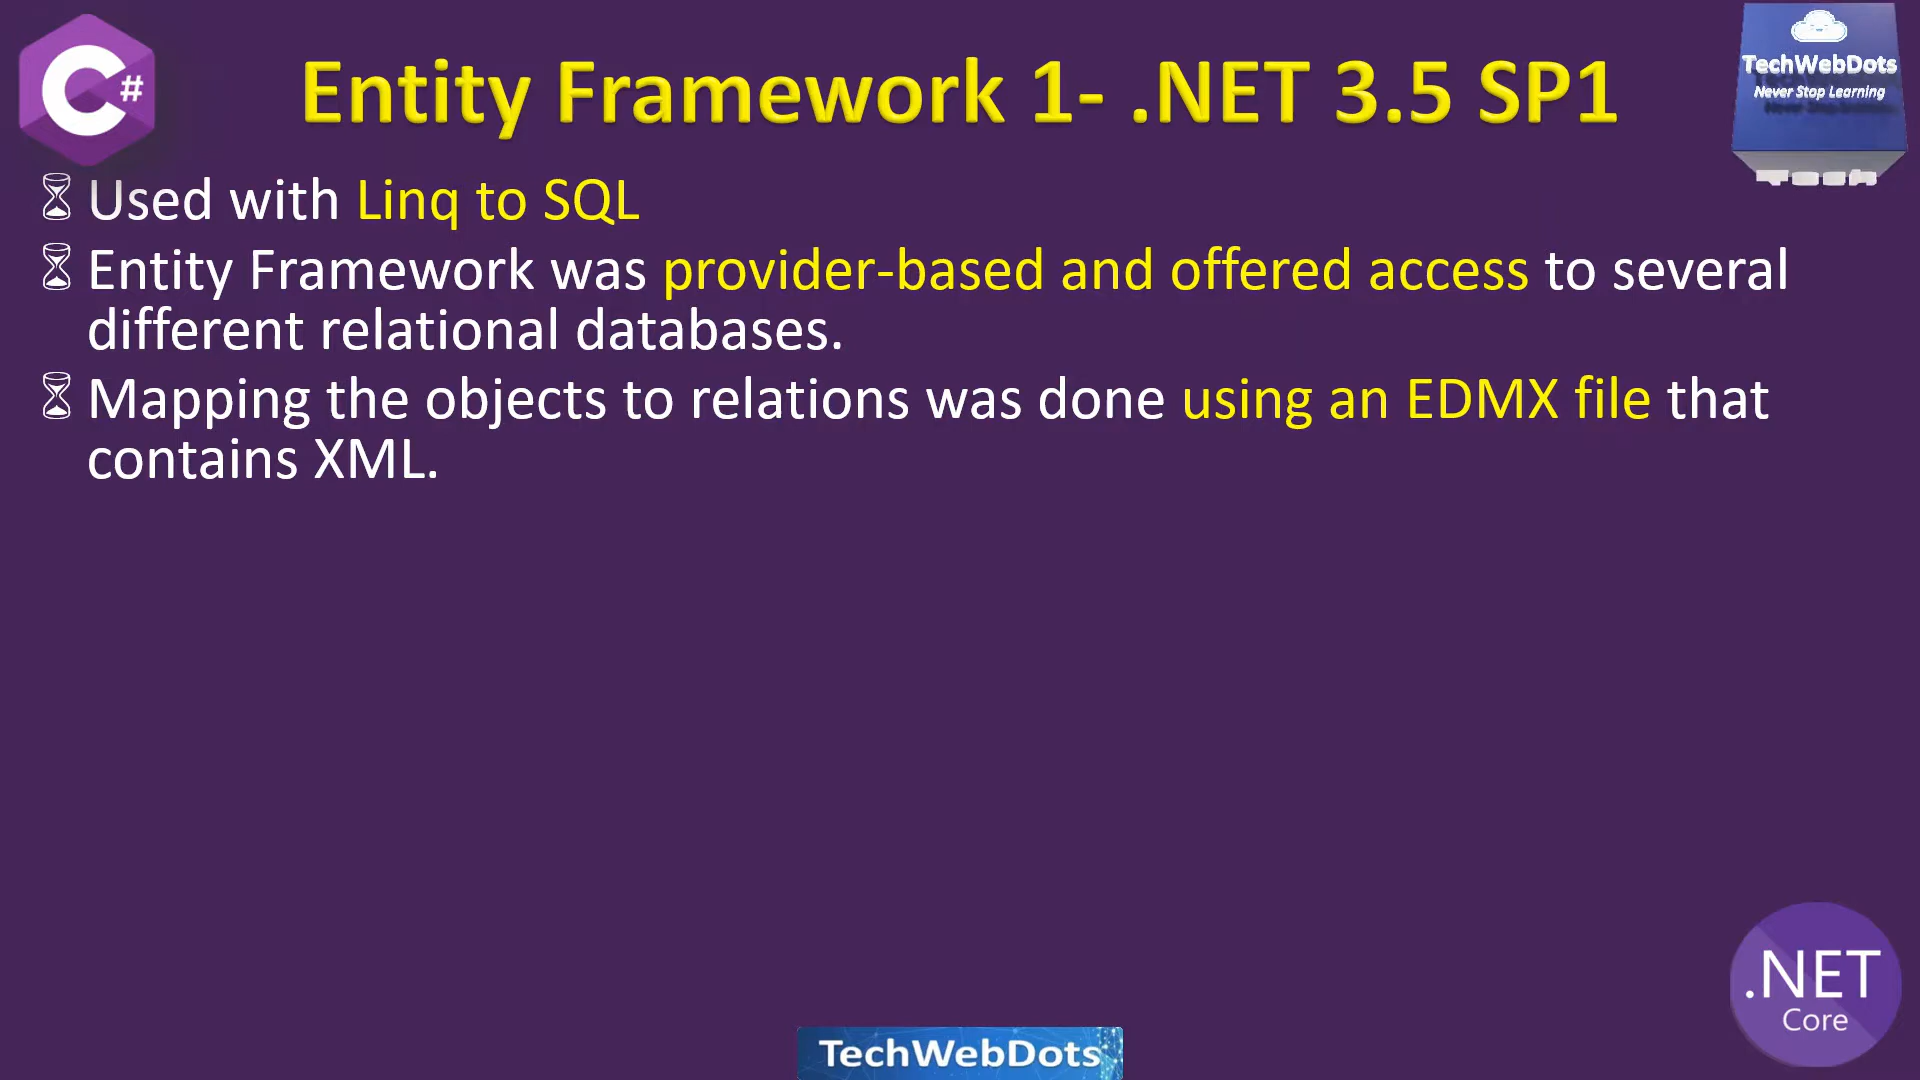 C#
Entity Framework 1- .NET 3.5 SP1
TechWebDots
Never Stop Learning
Used with Linq to SQL
Entity Framework was provider-based and offered access to several
different relational databases.
Mapping the objects to relations was done using an EDMX file that
contains XML.
.NET
Core
TechWebDots